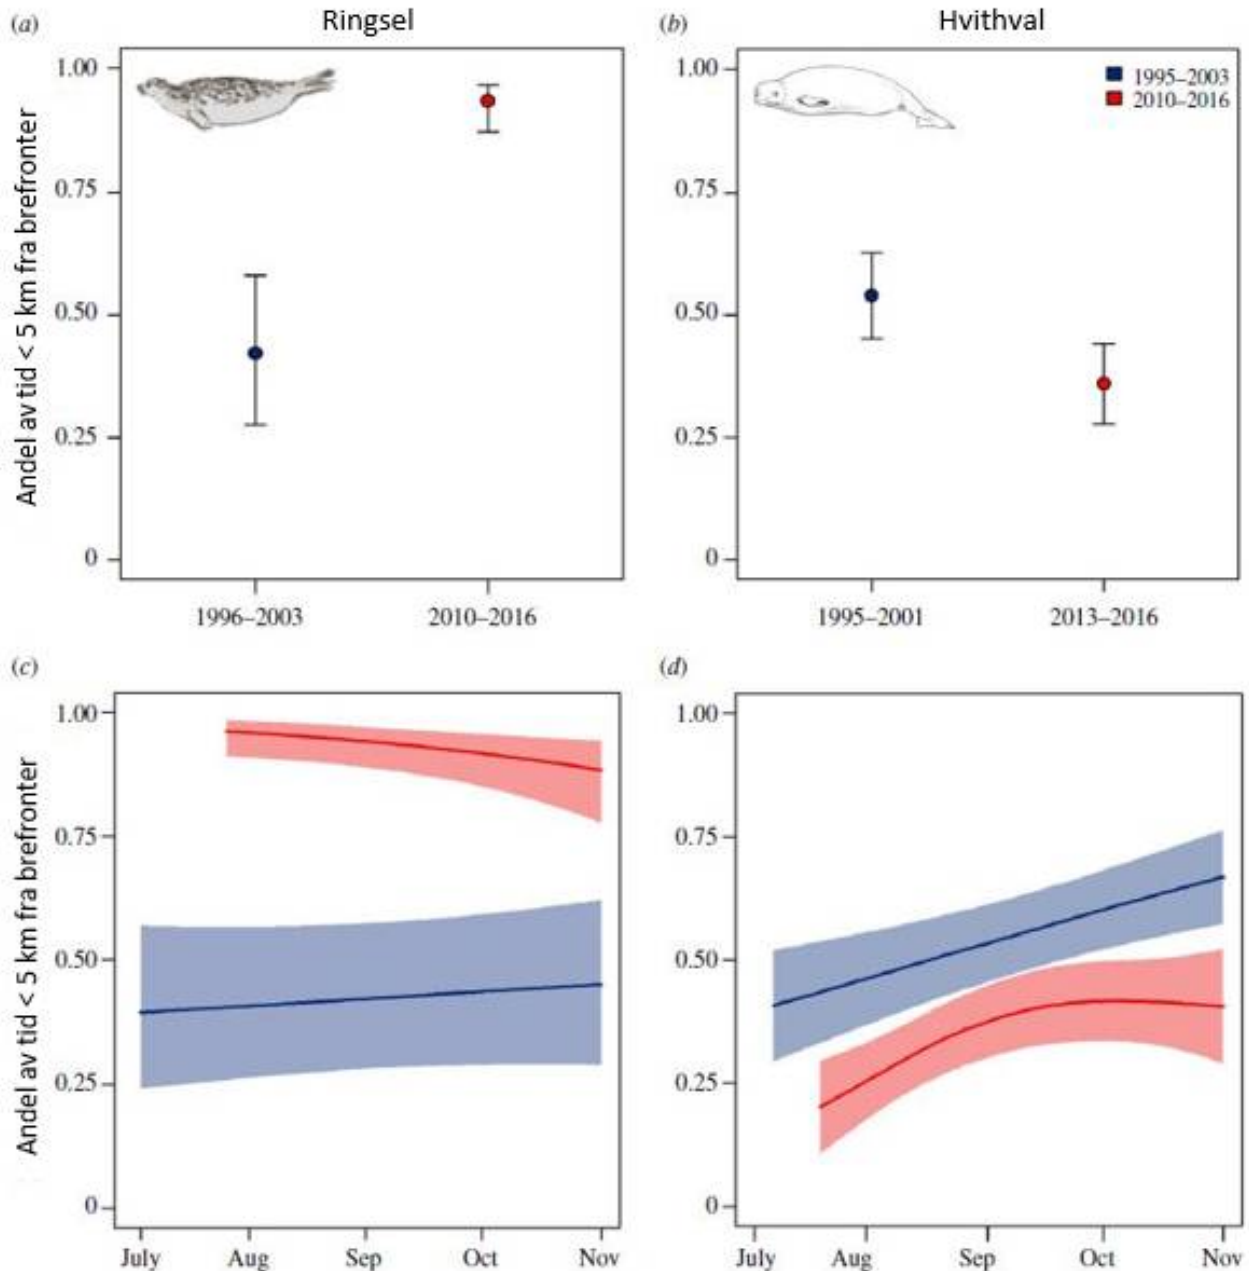 (a)
Ringsel
(b)
Hvithval
Andel av tid < 5 km fra brefronter
1.00
0.75
0.50
0.25
0
1996–2003
2010–2016
1.00
0.75
0.50
0.25
0
1995–2003
2010–2016
1995–2001
2013–2016
(c)
(d)
Andel av tid < 5 km fra brefronter
1.00
0.75
0.50
0.25
0
July
Aug
Sep
Oct
Nov
1.00
0.75
0.50
0.25
0
July
Aug
Sep
Oct
Nov